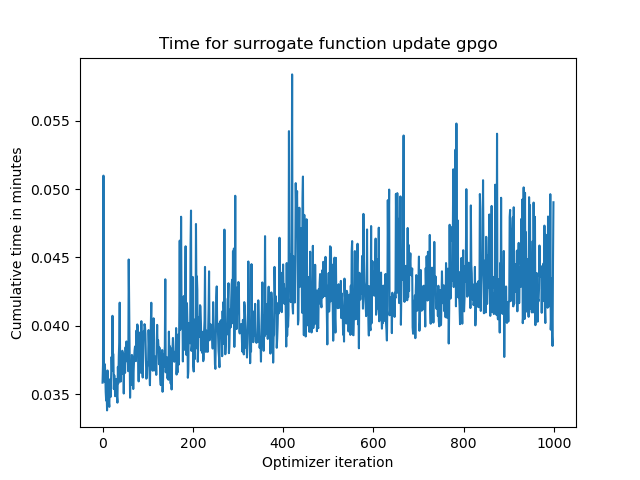 Time for surrogate function update gpgo
Cumulative time in minutes
0.055
0.050
0.045
0.040
0.035
0 200 400 600 800 1000
Optimizer iteration